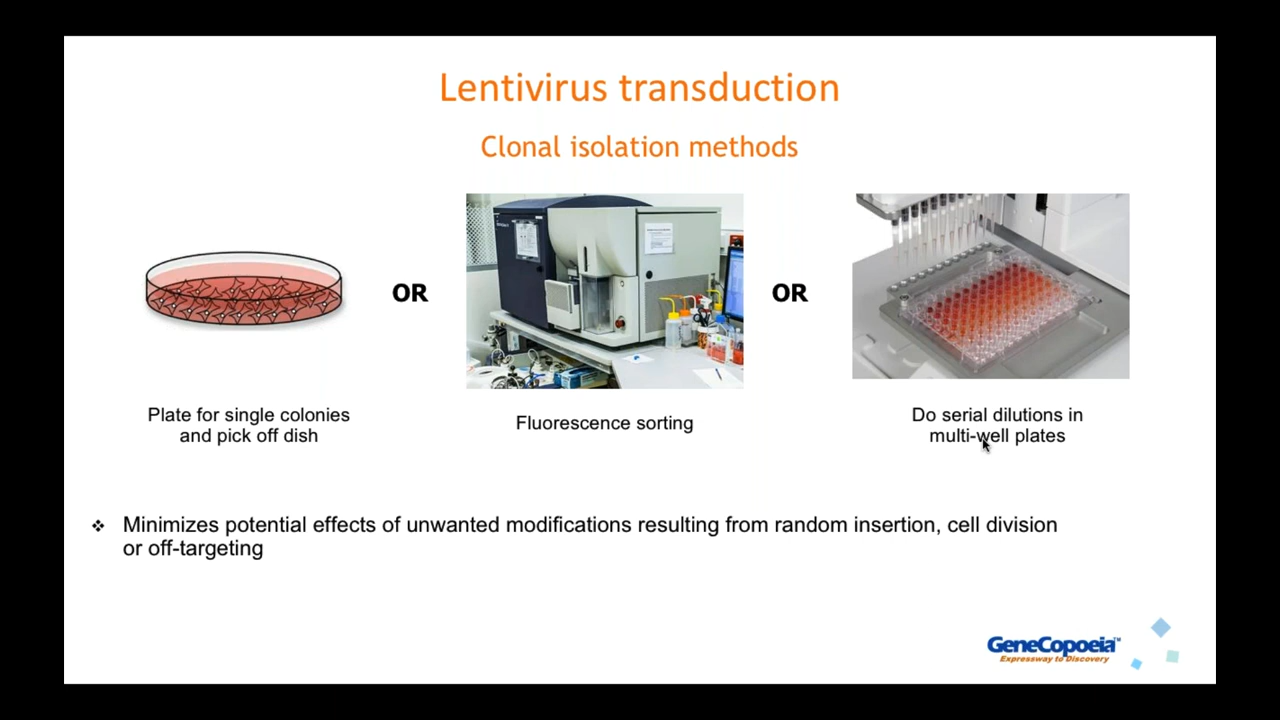 Lentivirus transduction
Clonal isolation methods
OR
OR
Plate for single colonies
and pick off dish
Fluorescence sorting
Do serial dilutions in
multi-well plates
❖ Minimizes potential effects of unwanted modifications resulting from random insertion, cell division
or off-targeting
GeneCopoeia™
Expressway to Discovery